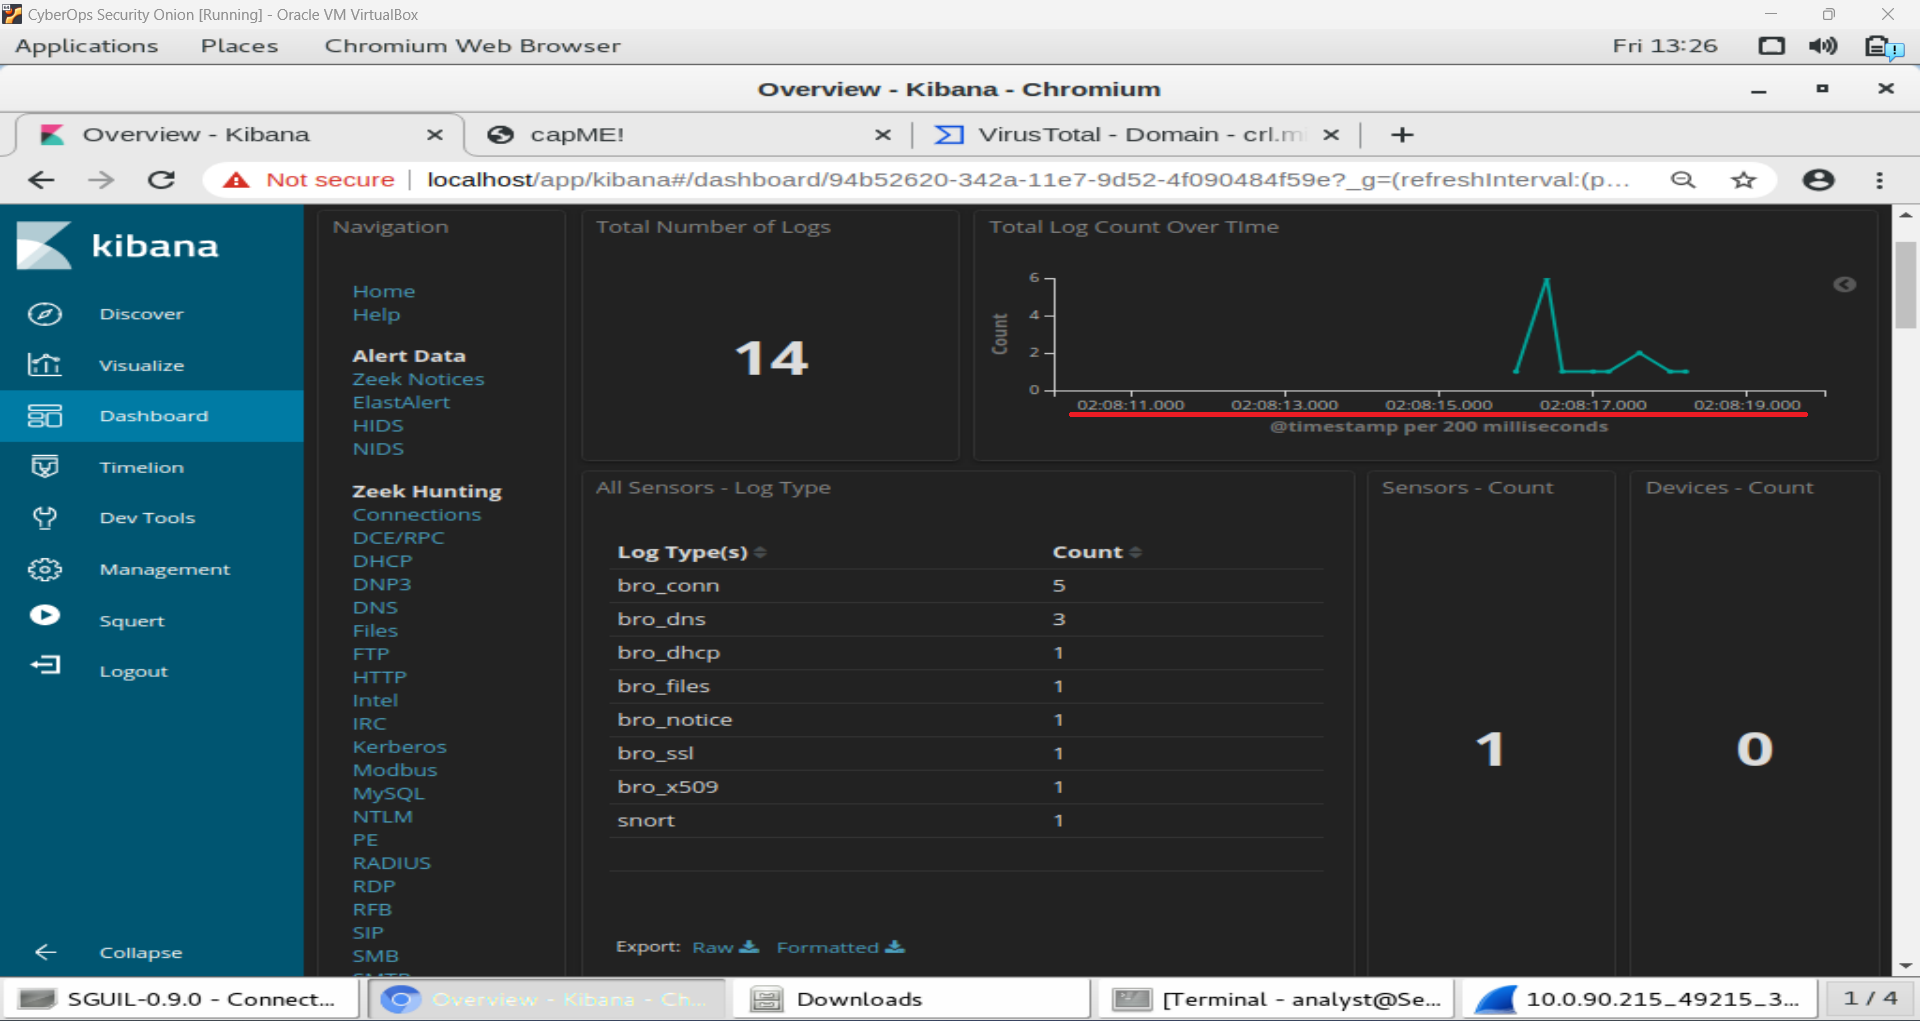 CyberOps Security Onion [Running] - Oracle VM VirtualBox
Applications Places Chromium Web Browser Fri 13:26
Overview - Kibana - Chromium
Overview - Kibana capME! VirusTotal - Domain - crl.m
Not secure localhost/app/kibana#/dashboard/94b52620-342a-11e7-9d52-4f090484f59e?_g=(refreshInterval:(p...
kibana
Discover
Visualize
Dashboard
Timelion
Dev Tools
Management
Squert
Logout
Collapse
Navigation
Home
Help
Alert Data
Zeek Notices
ElastAlert
HIDS
NIDS
Zeek Hunting
Connections
DCE/RPC
DHCP
DNP3
DNS
Files
FTP
HTTP
Intel
IRC
Kerberos
Modbus
MySQL
NTLM
PE
RADIUS
RDP
RFB
SIP
SMB
Total Number of Logs
14
Total Log Count Over TIme
Count
6
4
2
0
02:08:11.000 02:08:13.000 02:08:15.000 02:08:17.000 02:08:19.000
@timestamp per 200 milliseconds
All Sensors - Log Type
Log Type(s) Count
bro_conn 5
bro_dns 3
bro_dhcp 1
bro_files 1
bro_notice 1
bro_ssl 1
bro_x509 1
snort 1
Export: Raw Formatted
Sensors - Count
1
Devices - Count
0
SGUIL-0.9.0 - Connect... Overview - Kibana - Ch... Downloads [Terminal - analyst@Se... 10.0.90.215_49215_3... 1 / 4